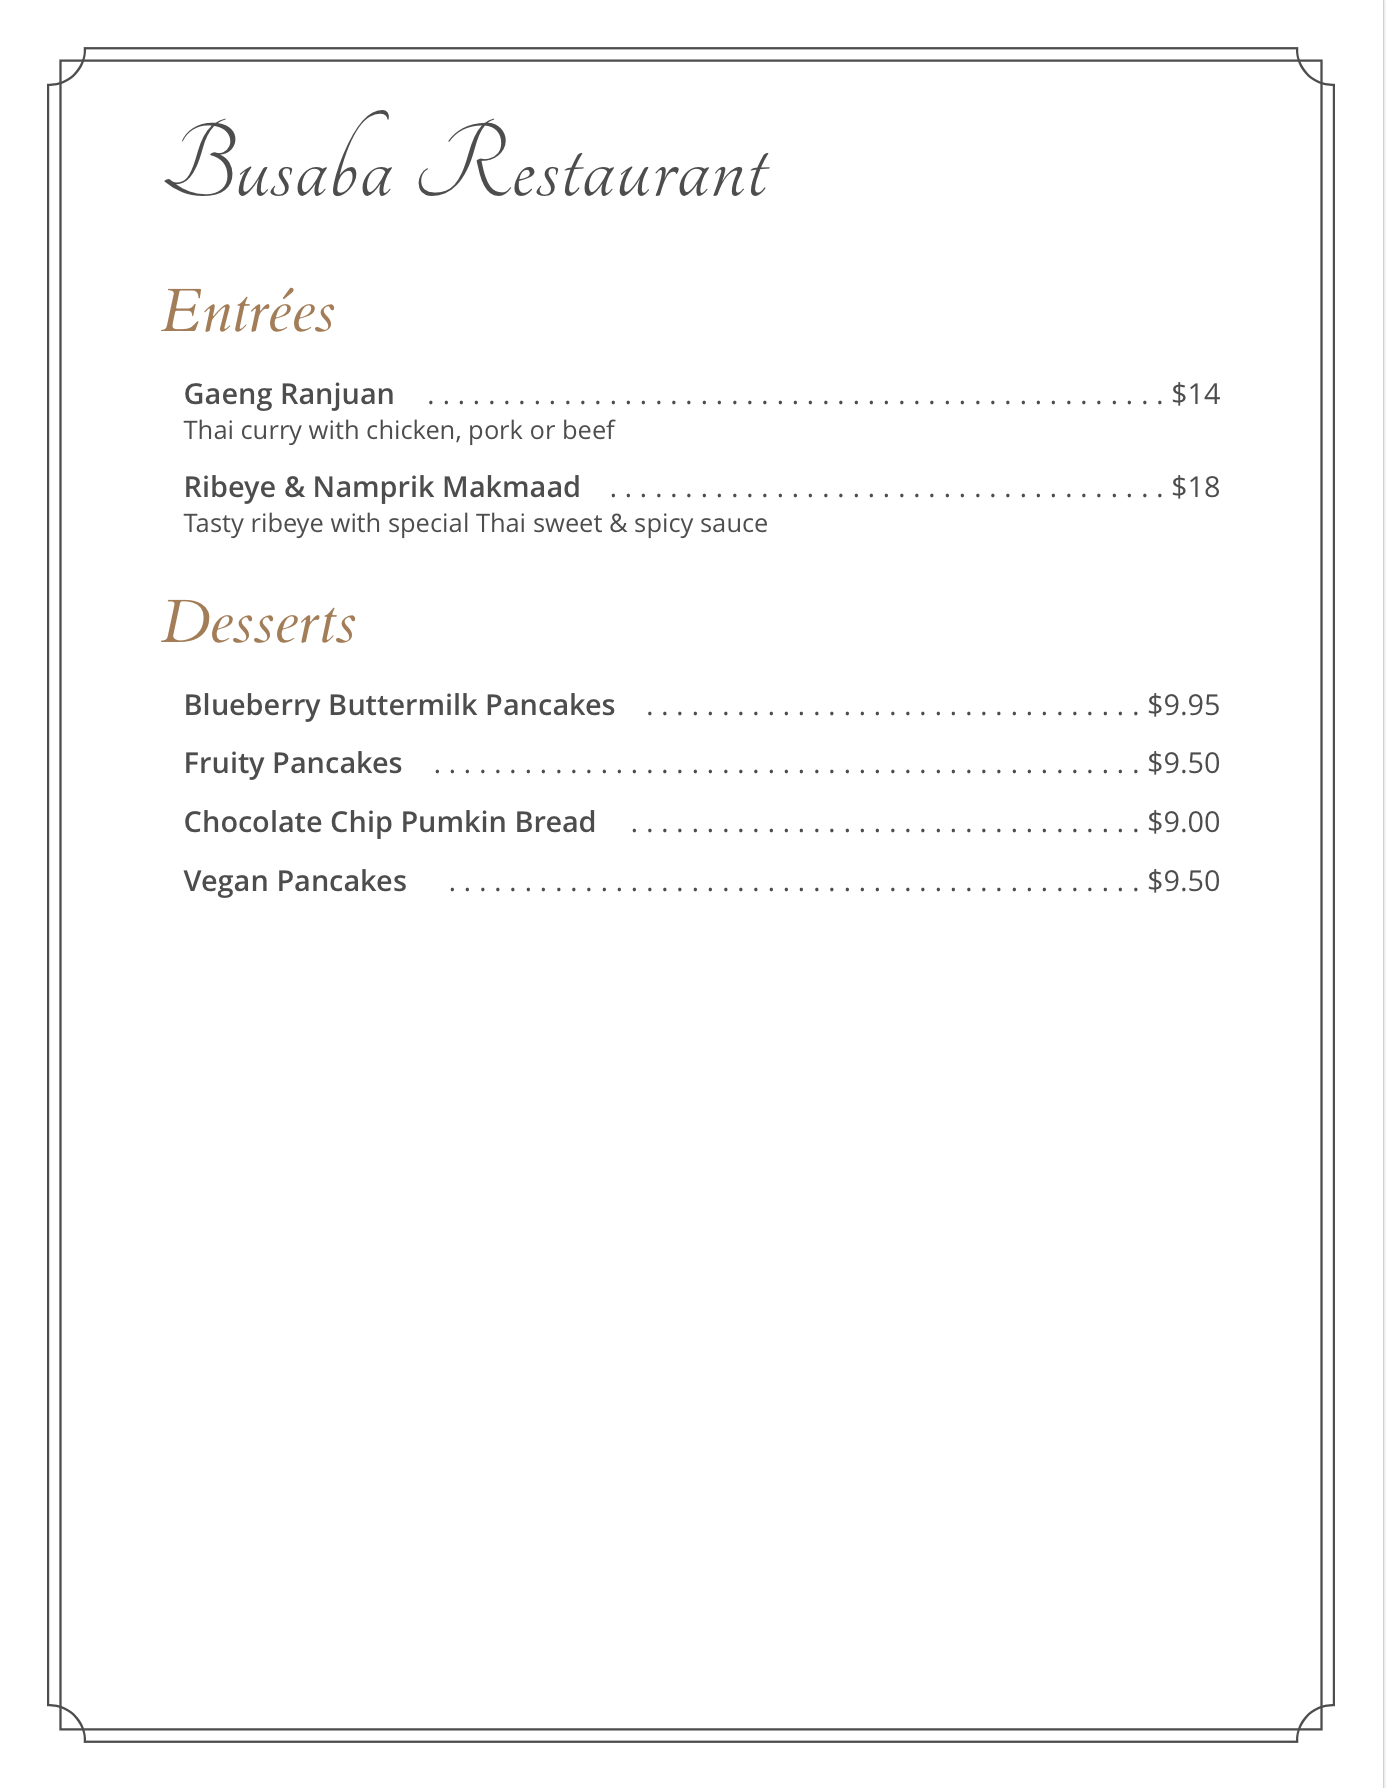 Busaba Restaurant
Entrées
Gaeng Ranjuan . . . . . . . . . . . . . . . . . . . . . . . . . . . . . . . . . . . . . . . . . . . . . . . . . $14
Thai curry with chicken, pork or beef
Ribeye & Namprik Makmaad . . . . . . . . . . . . . . . . . . . . . . . . . . . . . . . . . . . . . $18
Tasty ribeye with special Thai sweet & spicy sauce
Desserts
Blueberry Buttermilk Pancakes . . . . . . . . . . . . . . . . . . . . . . . . . . . . . . . . . $9.95
Fruity Pancakes . . . . . . . . . . . . . . . . . . . . . . . . . . . . . . . . . . . . . . . . . . . . . . . $9.50
Chocolate Chip Pumkin Bread . . . . . . . . . . . . . . . . . . . . . . . . . . . . . . . . . . $9.00
Vegan Pancakes . . . . . . . . . . . . . . . . . . . . . . . . . . . . . . . . . . . . . . . . . . . . . . $9.50